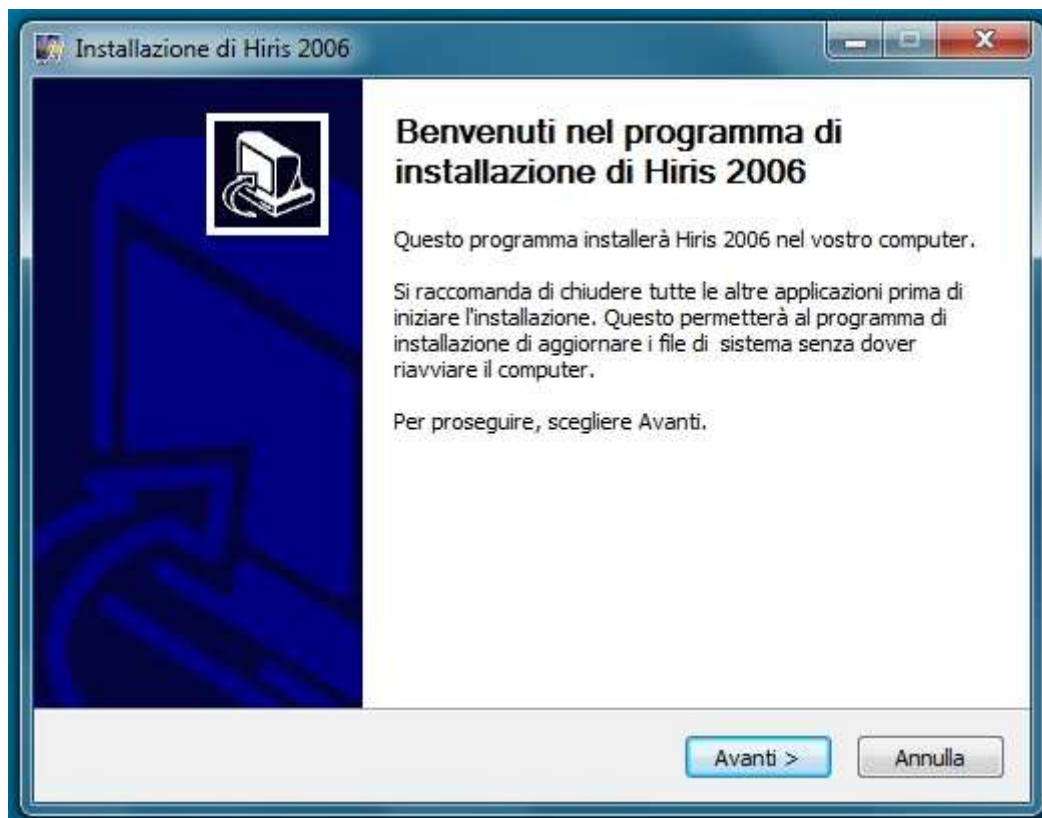 Installazione di Hiris 2006
Benvenuti nel programma di
installazione di Hiris 2006
Questo programma installerà Hiris 2006 nel vostro computer.
Si raccomanda di chiudere tutte le altre applicazioni prima di
iniziare l'installazione. Questo permetterà al programma di
installazione di aggiornare i file di  sistema senza dover
riavviare il computer.
Per proseguire, scegliere Avanti.
Avanti >
Annulla